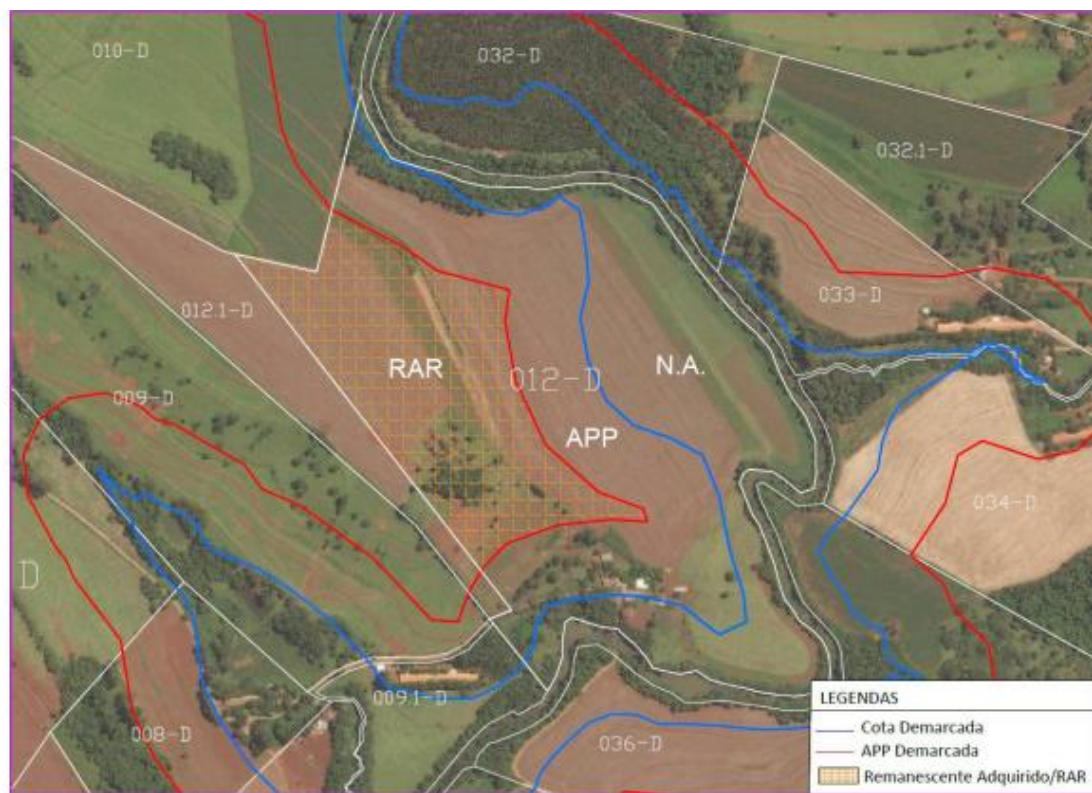 010-D
032-D
032.1-D
012.1-D
033-D
RAR
N.A.
012-D
009-D
APP
034-D
D
009.1-D
008-D
036-D
LEGENDAS
Cota Demarcada
APP Demarcada
Remanescente Adquirido/RAR